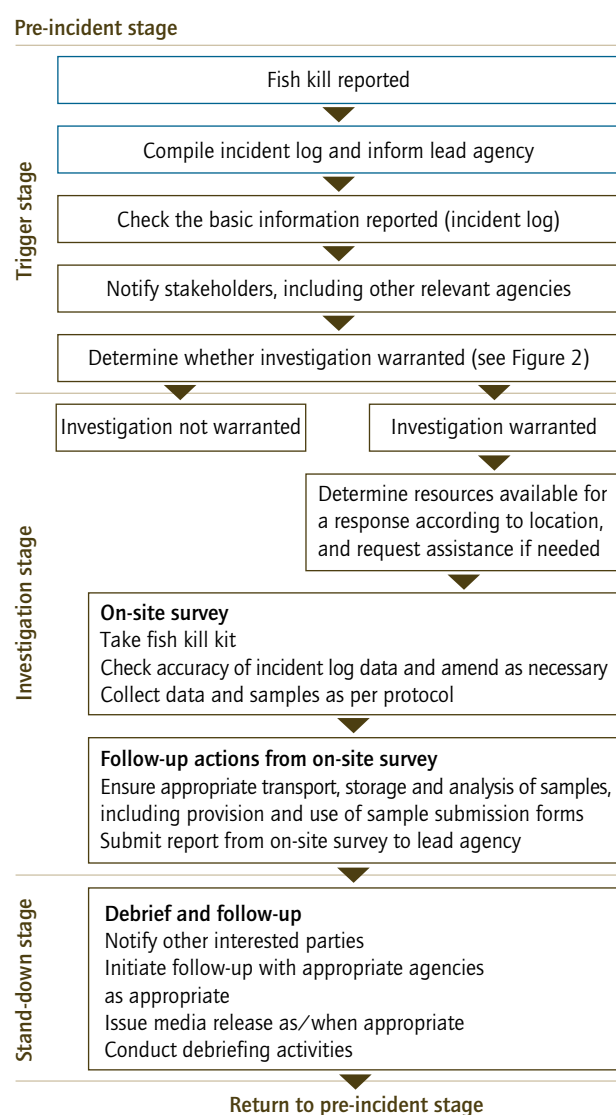 Pre-incident stage
Trigger stage
Fish kill reported
Compile incident log and inform lead agency
Check the basic information reported (incident log)
Notify stakeholders, including other relevant agencies
Determine whether investigation warranted (see Figure 2)
Investigation stage
Investigation not warranted
Investigation warranted
Determine resources available for
a response according to location,
and request assistance if needed
On-site survey
Take fish kill kit
Check accuracy of incident log data and amend as necessary
Collect data and samples as per protocol
Follow-up actions from on-site survey
Ensure appropriate transport, storage and analysis of samples,
including provision and use of sample submission forms
Submit report from on-site survey to lead agency
Stand-down stage
Debrief and follow-up
Notify other interested parties
Initiate follow-up with appropriate agencies
as appropriate
Issue media release as/when appropriate
Conduct debriefing activities
Return to pre-incident stage